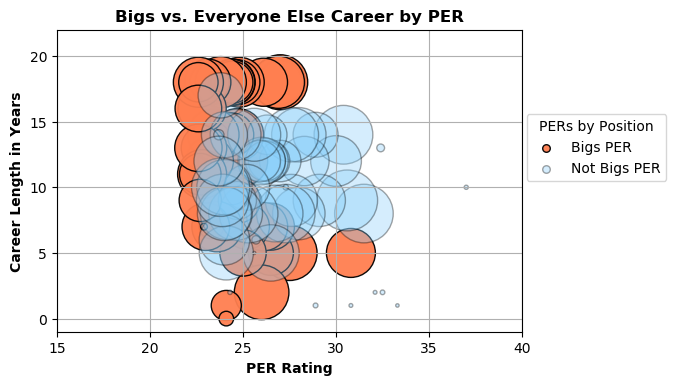 Bigs vs. Everyone Else Career by PER
Career Length in Years
20
15
10
5
0
15 20 25 30 35 40
PER Rating
PERs by Position
Bigs PER
Not Bigs PER